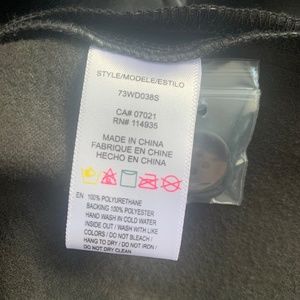 STYLE/MODELE/ESTILO
73WD038S
CA# 07021
RN# 114935
MADE IN CHINA
FABRIQUE EN CHINE
HECHO EN CHINA
EN: 100% POLYURETHANE
BACKING 100% POLYESTER
HAND WASH IN COLD WATER
INSIDE OUT / WASH WITH LIKE
COLORS / DO NOT BLEACH /
HANG TO DRY / DO NOT IRON /
DO NOT DRY CLEAN